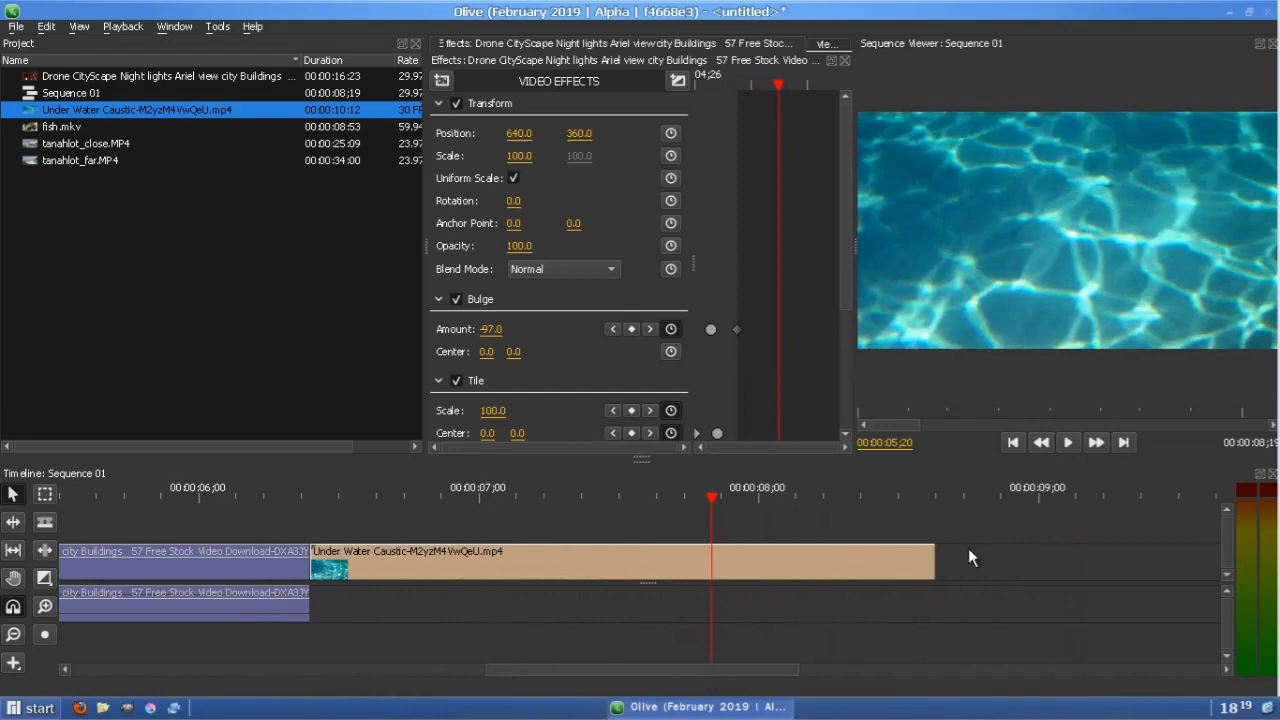 Olive (February 2019 | Alpha | f4668e3) - <untitled>*
File Edit View Playback Window Tools Help
Project
Name Duration Rate
Drone CityScape Night lights Ariel view city Buildings ... 00:00:16;23 29.97
Sequence 01 00:00:08;19 29.97
Under Water Caustic-M2yzM4VwQeU.mp4 00:00:10:12 30 FP
fish.mkv 00:00:08:53 59.94
tanahlot_close.MP4 00:00:25:09 23.97
tanahlot_far.MP4 00:00:34:00 23.97
Effects: Drone CityScape Night lights Ariel view city Buildings 57 Free Stoc... Vie...
Effects: Drone CityScape Night lights Ariel view city Buildings 57 Free Stock Video ...
VIDEO EFFECTS
04;26
Transform
Position: 640.0 360.0
Scale: 100.0 100.0
Uniform Scale:
Rotation: 0.0
Anchor Point: 0.0 0.0
Opacity: 100.0
Blend Mode: Normal
Bulge
Amount: -97.0
Center: 0.0 0.0
Tile
Scale: 100.0
Center: 0.0 0.0
Sequence Viewer: Sequence 01
00:00:05;20 00:00:08;19
Timeline: Sequence 01
00:00:06;00 00:00:07;00 00:00:08;00 00:00:09;00
city Buildings 57 Free Stock Video Download-DXA3JY
Under Water Caustic-M2yzM4VwQeU.mp4
city Buildings 57 Free Stock Video Download-DXA3JY
start
Olive (February 2019 | Al...
18 19